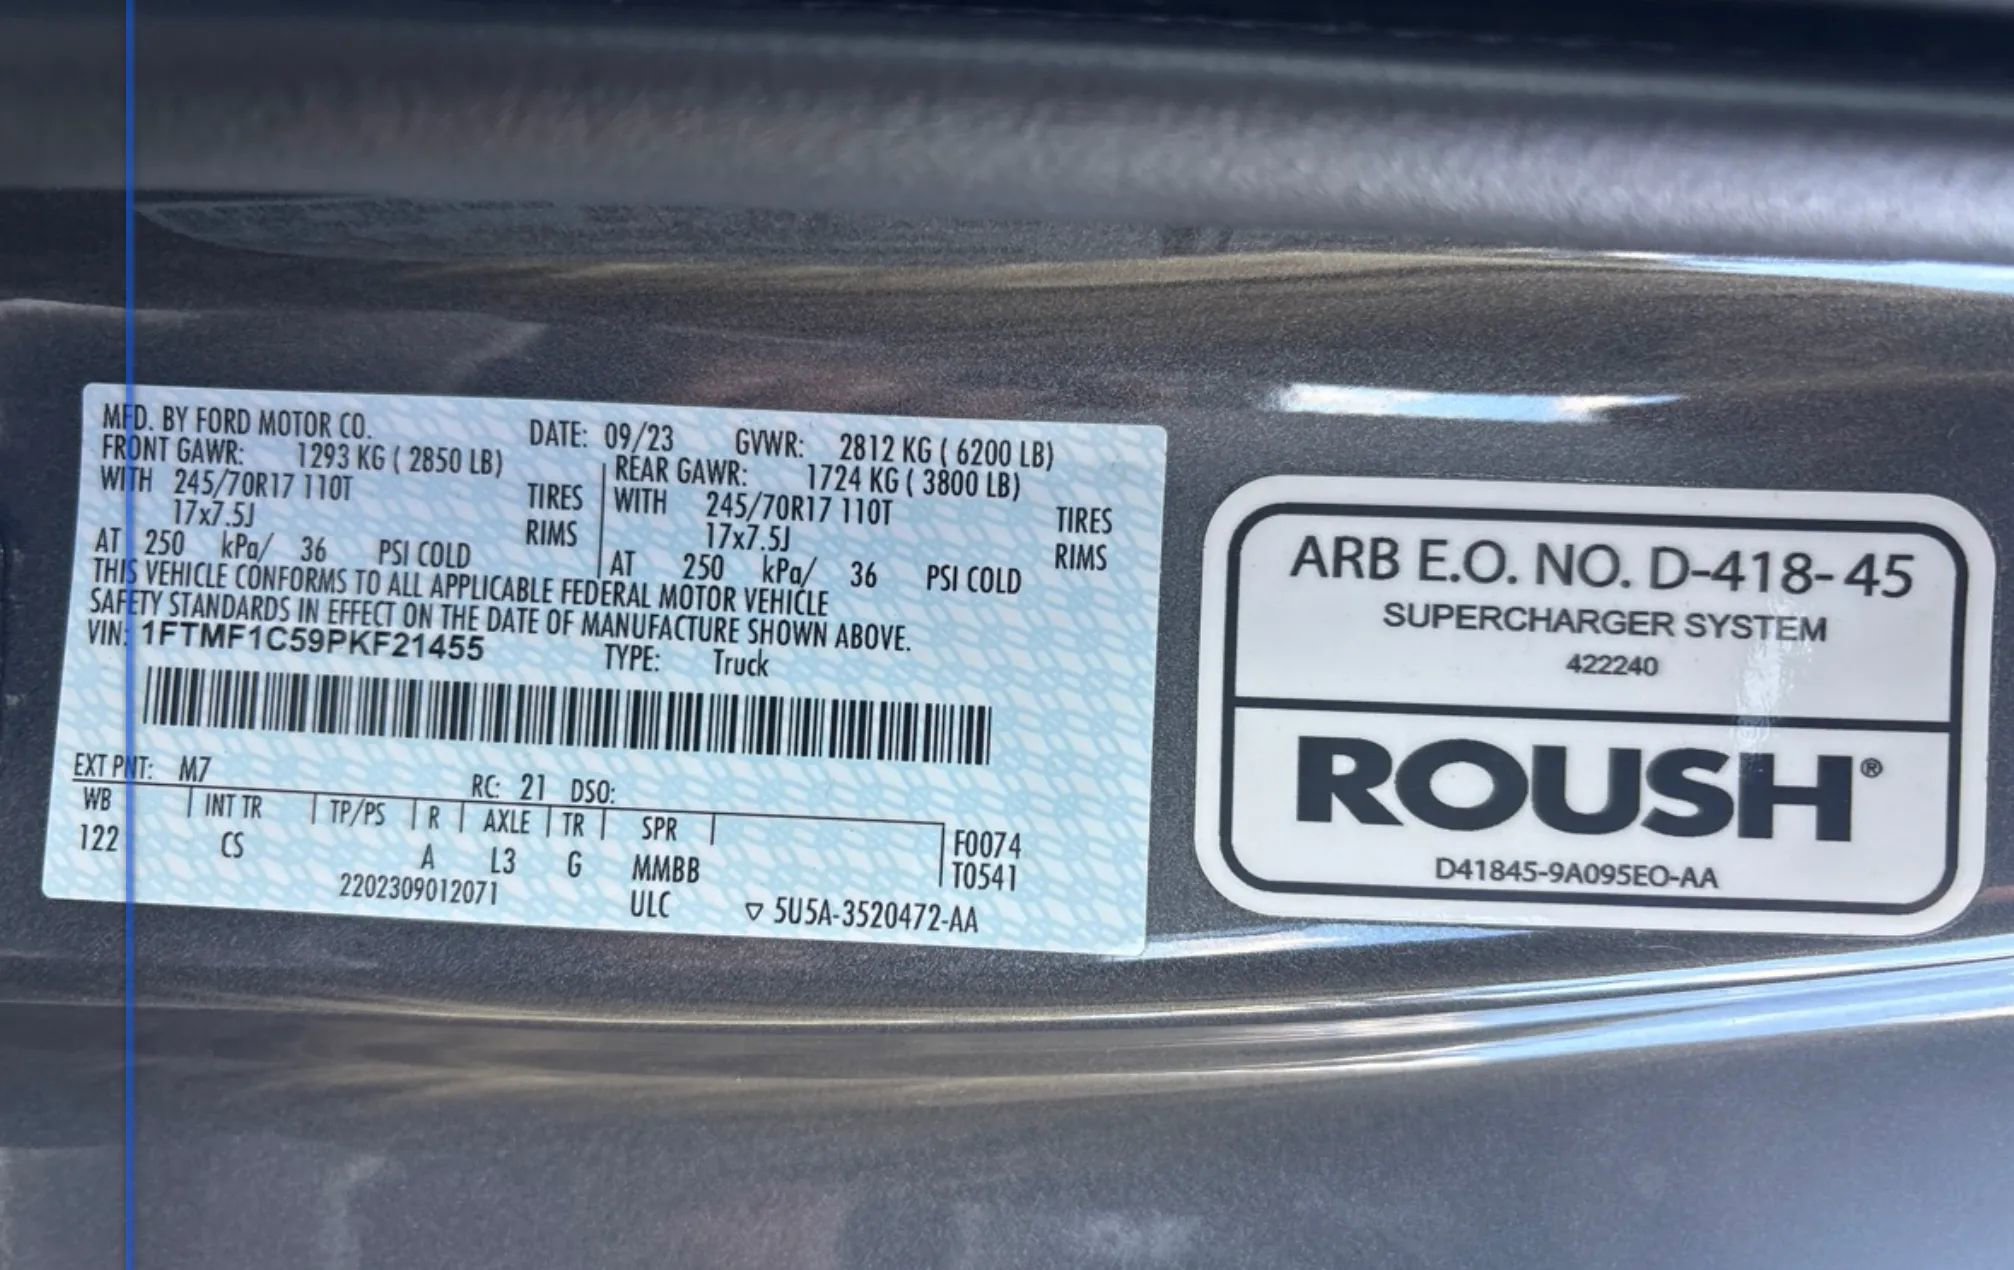 MFD. BY FORD MOTOR CO. DATE: 09/23 GVWR: 2812 KG ( 6200 LB)
FRONT GAWR: 1293 KG ( 2850 LB) REAR GAWR: 1724 KG ( 3800 LB)
WITH 245/70R17 110T TIRES WITH 245/70R17 110T TIRES
17x7.5J RIMS 17x7.5J RIMS
AT 250 kPa/ 36 PSI COLD AT 250 kPa/ 36 PSI COLD
THIS VEHICLE CONFORMS TO ALL APPLICABLE FEDERAL MOTOR VEHICLE
SAFETY STANDARDS IN EFFECT ON THE DATE OF MANUFACTURE SHOWN ABOVE.
VIN: 1FTMF1C59PKF21455 TYPE: Truck
EXT PNT: M7 RC: 21 DSO:
WB INT TR TP/PS R AXLE TR SPR F0074
122 CS A L3 G MMBB T0541
2202309012071 ULC ▽ 5U5A-3520472-AA
ARB E.O. NO. D-418-45
SUPERCHARGER SYSTEM
422240
ROUSH®
D41845-9A095EO-AA